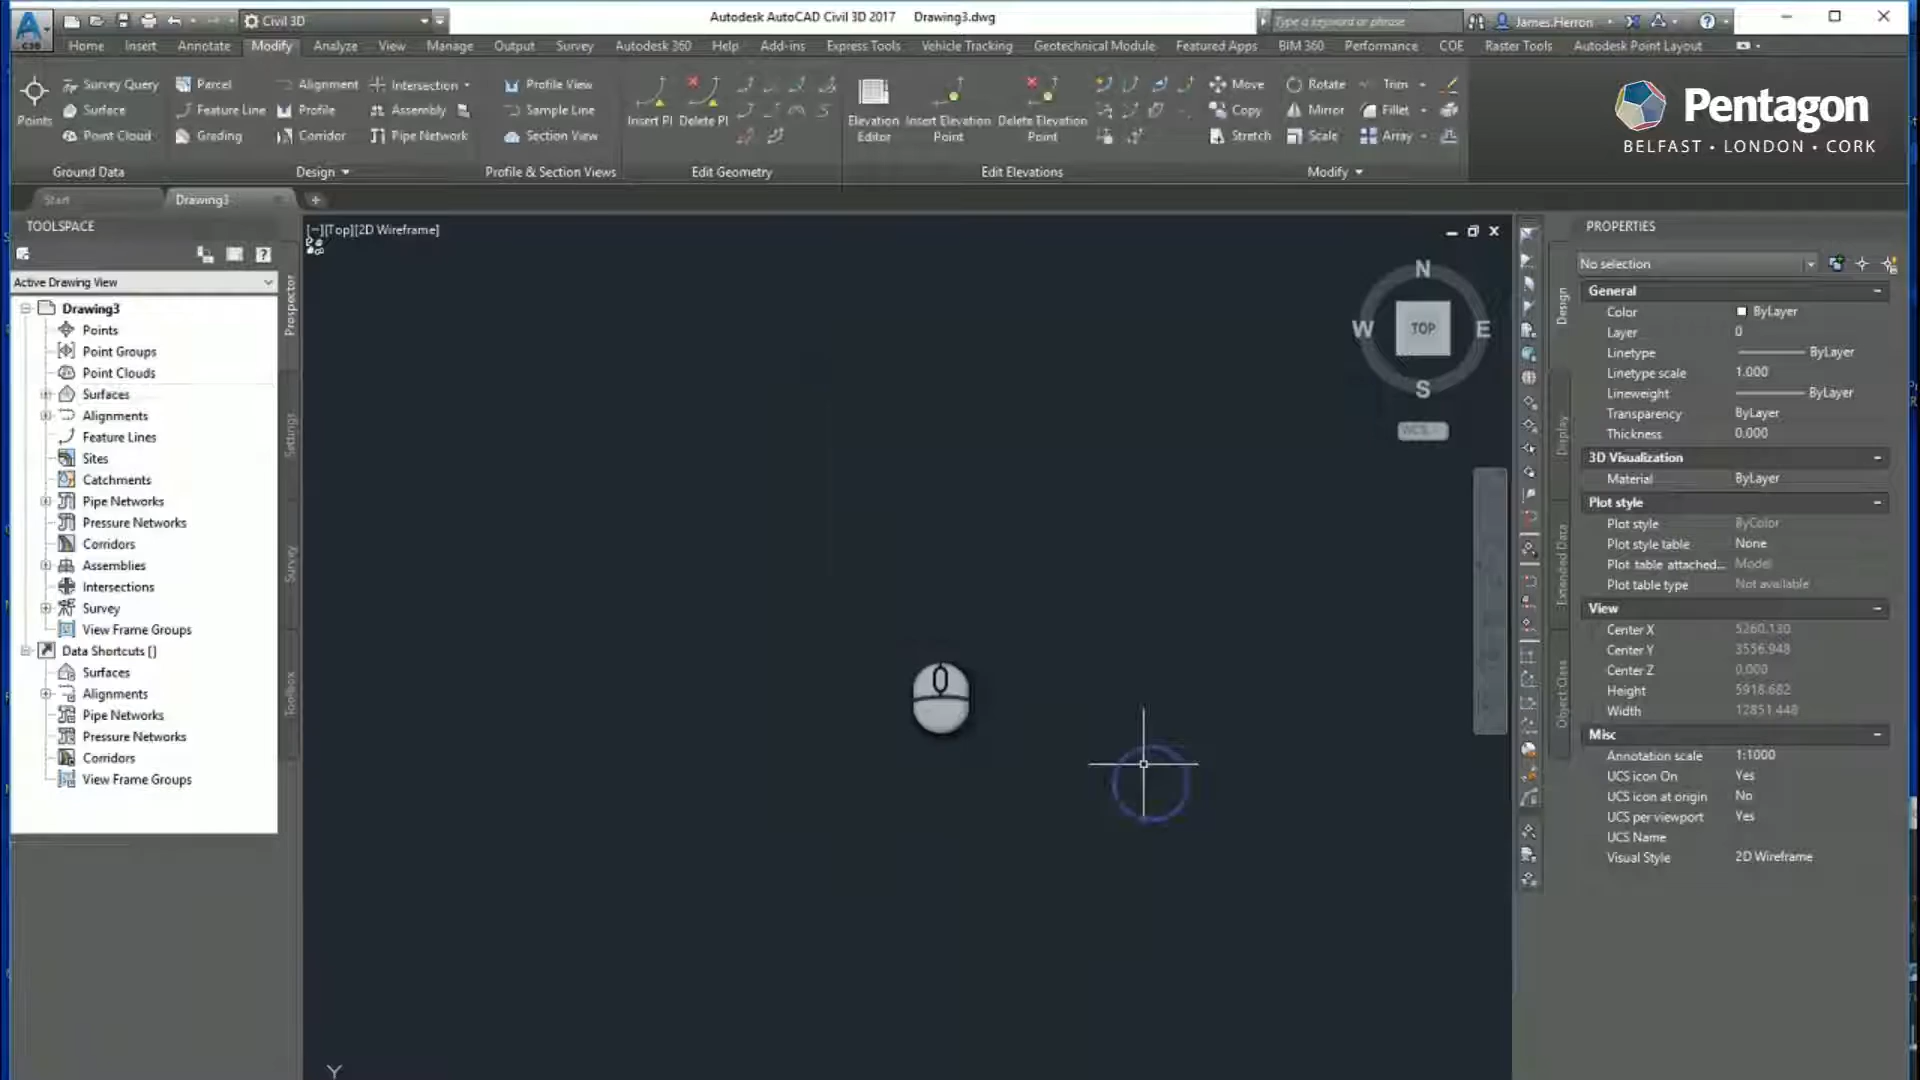 Civil 3D
Autodesk AutoCAD Civil 3D 2017 Drawing3.dwg
Type a keyword or phrase
James.Herron
Home Insert Annotate Modify Analyze View Manage Output Survey Autodesk 360 Help Add-ins Express Tools Vehicle Tracking Geotechnical Module Featured Apps BIM 360 Performance COE Raster Tools Autodesk Point Layout
Points
Survey Query
Surface
Point Cloud
Ground Data
Parcel
Feature Line
Grading
Alignment
Profile
Corridor
Intersection
Assembly
Pipe Network
Design
Profile View
Sample Line
Section View
Profile & Section Views
Insert PI
Delete PI
Edit Geometry
Elevation Editor
Insert Elevation Point
Delete Elevation Point
Edit Elevations
Move
Copy
Stretch
Rotate
Mirror
Scale
Trim
Fillet
Array
Modify
Pentagon
BELFAST • LONDON • CORK
Start
Drawing3
TOOLSPACE
Active Drawing View
Drawing3
Points
Point Groups
Point Clouds
Surfaces
Alignments
Feature Lines
Sites
Catchments
Pipe Networks
Pressure Networks
Corridors
Assemblies
Intersections
Survey
View Frame Groups
Data Shortcuts []
Surfaces
Alignments
Pipe Networks
Pressure Networks
Corridors
View Frame Groups
Prospector
Settings
Survey
Toolbox
[−][Top][2D Wireframe]
N
W
TOP
E
S
WCS
Y
Design
Display
Extended Data
Object Class
PROPERTIES
No selection
General
Color ByLayer
Layer 0
Linetype ByLayer
Linetype scale 1.000
Lineweight ByLayer
Transparency ByLayer
Thickness 0.000
3D Visualization
Material ByLayer
Plot style
Plot style ByColor
Plot style table None
Plot table attached... Model
Plot table type Not available
View
Center X 5260.130
Center Y 3556.948
Center Z 0.000
Height 5918.682
Width 12851.448
Misc
Annotation scale 1:1000
UCS icon On Yes
UCS icon at origin No
UCS per viewport Yes
UCS Name
Visual Style 2D Wireframe